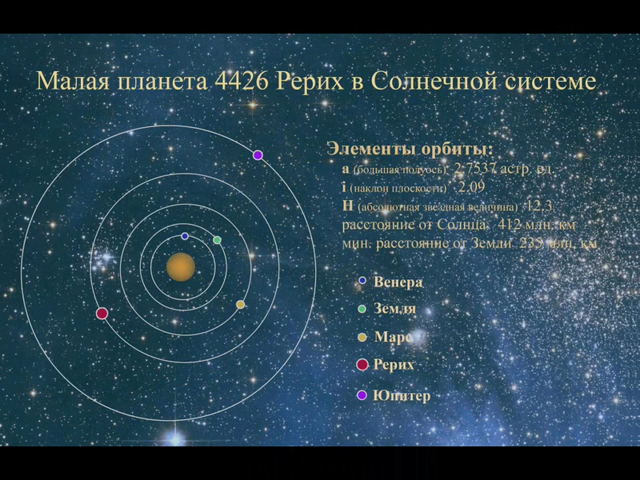 Малая планета 4426 Рерих в Солнечной системе
Элементы орбиты:
a (большая полуось) 2.7537 астр. ед.
i (наклон плоскости) 2.09
H (абсолютная звездная величина) 12.3
расстояние от Солнца 412 млн. км
мин. расстояние от Земли 235 млн. км
Венера
Земля
Марс
Рерих
Юпитер